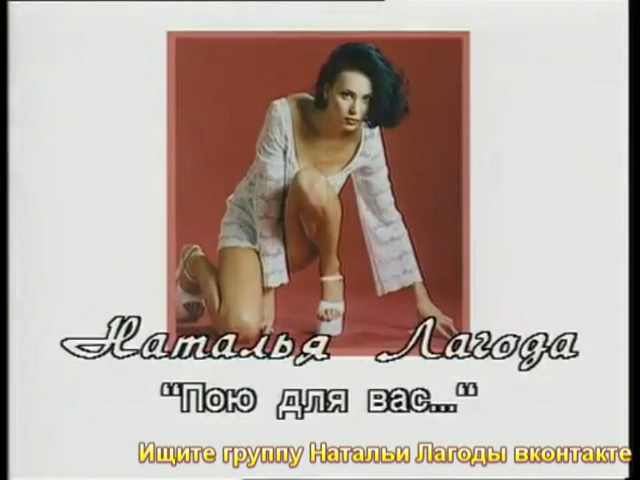 Наталья Лагода
“Пою для вас...“
Ищите группу Натальи Лагоды вконтакте